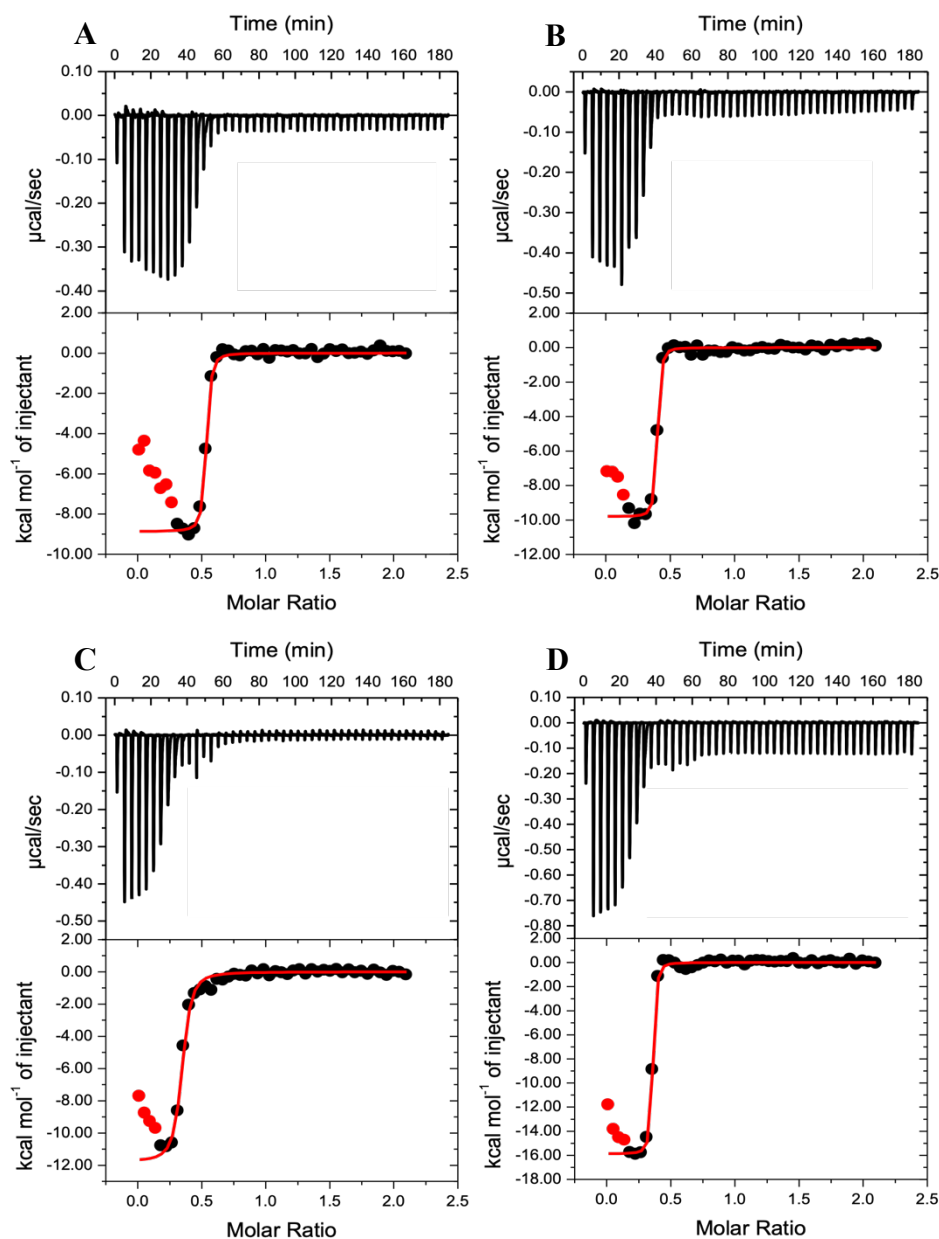 A
Time (min)
0 20 40 60 80 100 120 140 160 180
0.10
0.00
-0.10
-0.20
-0.30
-0.40
µcal/sec
2.00
0.00
-2.00
-4.00
-6.00
-8.00
-10.00
kcal mol-1 of injectant
0.0 0.5 1.0 1.5 2.0 2.5
Molar Ratio
B
Time (min)
0 20 40 60 80 100 120 140 160 180
0.00
-0.10
-0.20
-0.30
-0.40
-0.50
µcal/sec
2.00
0.00
-2.00
-4.00
-6.00
-8.00
-10.00
-12.00
kcal mol-1 of injectant
0.0 0.5 1.0 1.5 2.0 2.5
Molar Ratio
C
Time (min)
0 20 40 60 80 100 120 140 160 180
0.10
0.00
-0.10
-0.20
-0.30
-0.40
-0.50
µcal/sec
2.00
0.00
-2.00
-4.00
-6.00
-8.00
-10.00
-12.00
kcal mol-1 of injectant
0.0 0.5 1.0 1.5 2.0 2.5
Molar Ratio
D
Time (min)
0 20 40 60 80 100 120 140 160 180
0.10
0.00
-0.10
-0.20
-0.30
-0.40
-0.50
-0.60
-0.70
-0.80
µcal/sec
2.00
0.00
-2.00
-4.00
-6.00
-8.00
-10.00
-12.00
-14.00
-16.00
-18.00
kcal mol-1 of injectant
0.0 0.5 1.0 1.5 2.0 2.5
Molar Ratio